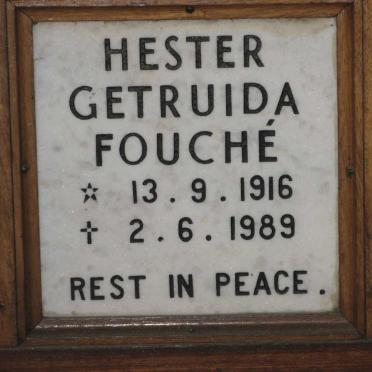 HESTER
GETRUIDA
FOUCHÉ
☆ 13 . 9 . 1916
✝ 2 . 6 . 1989
REST IN PEACE .